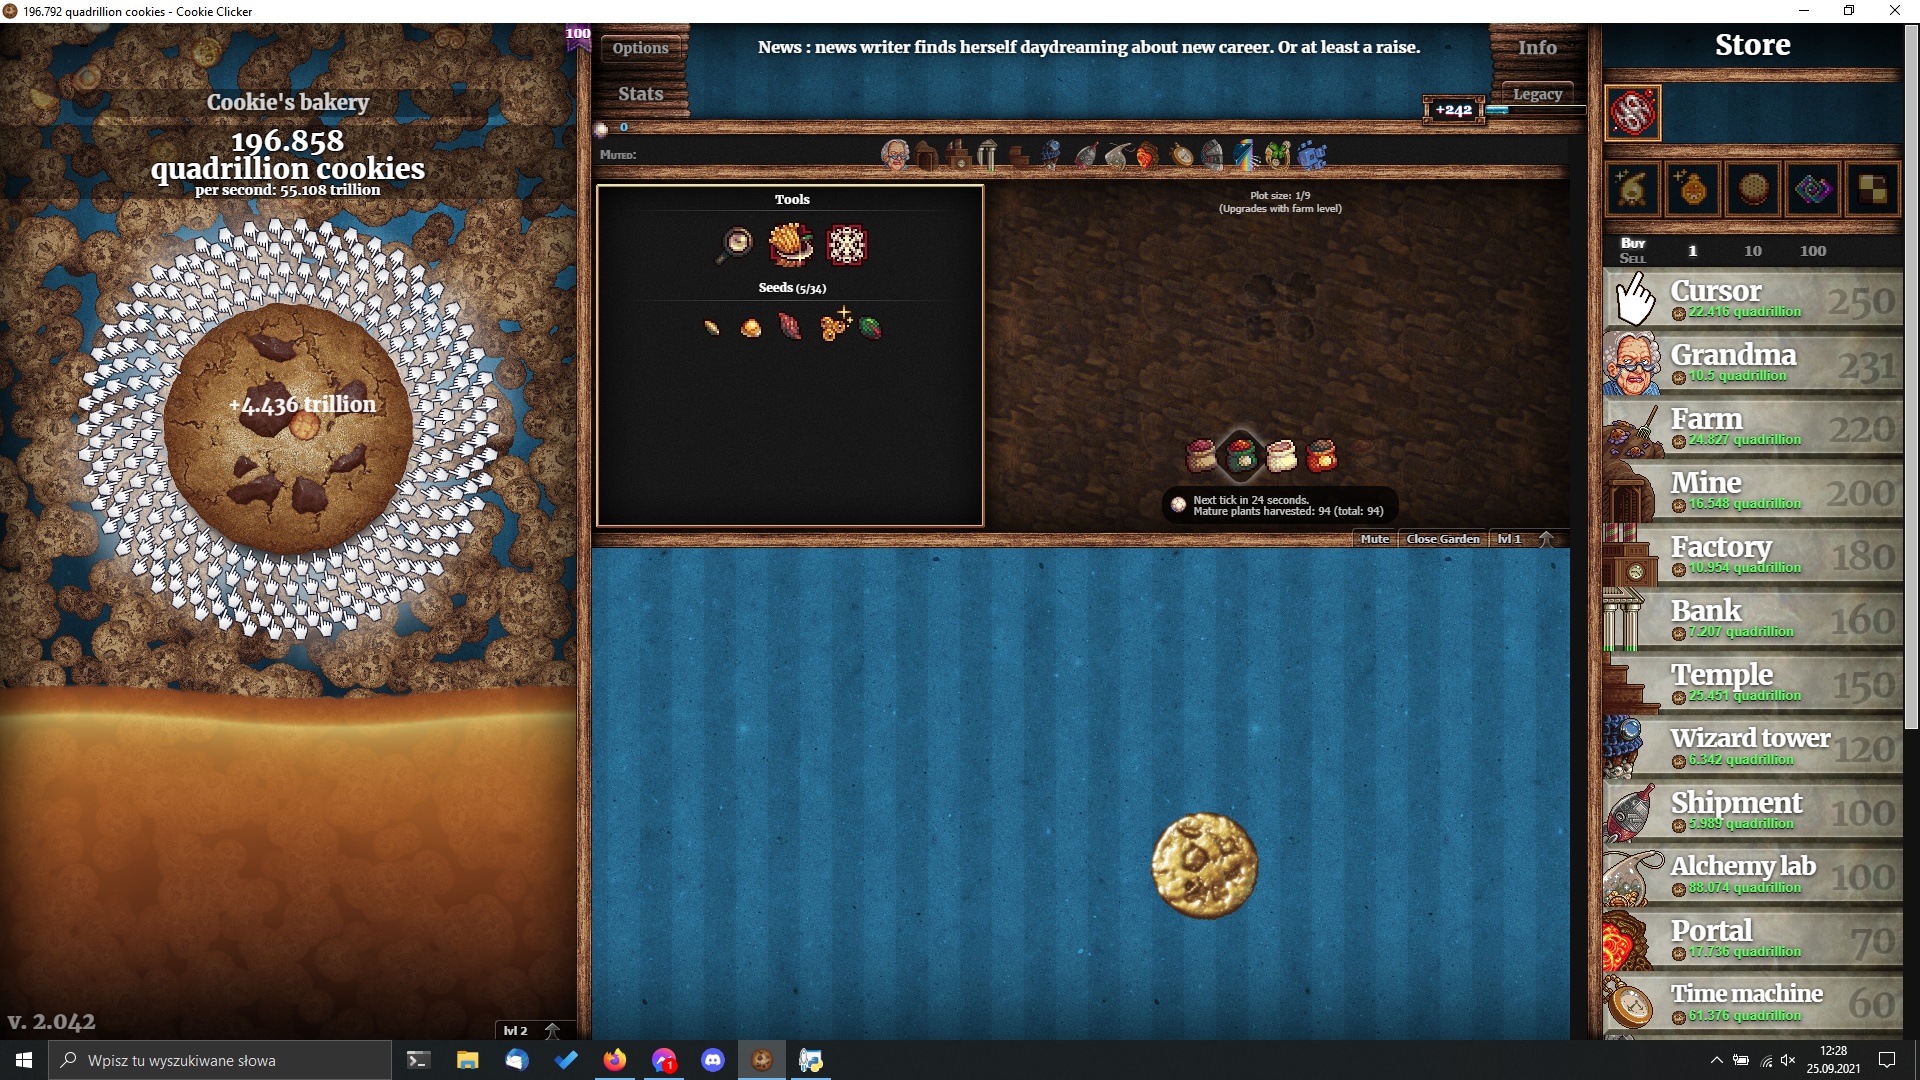 196.792 quadrillion cookies - Cookie Clicker
100
Options
News : news writer finds herself daydreaming about new career. Or at least a raise.
Info
Store
Stats
Legacy
+242
Cookie's bakery
196.858
quadrillion cookies
per second: 55.108 trillion
0
MUTED:
Tools
Seeds (5/34)
Plot size: 1/9
(Upgrades with farm level)
+4.436 trillion
Next tick in 24 seconds.
Mature plants harvested: 94 (total: 94)
Mute
Close Garden
lvl 1
BUY
SELL
1
10
100
Cursor
22.416 quadrillion
250
Grandma
10.5 quadrillion
231
Farm
24.827 quadrillion
220
Mine
16.548 quadrillion
200
Factory
10.954 quadrillion
180
Bank
7.207 quadrillion
160
Temple
25.451 quadrillion
150
Wizard tower
6.342 quadrillion
120
Shipment
5.989 quadrillion
100
Alchemy lab
88.074 quadrillion
100
Portal
17.736 quadrillion
70
Time machine
61.376 quadrillion
60
v. 2.042
lvl 2
Wpisz tu wyszukiwane słowa
1
12:28
25.09.2021